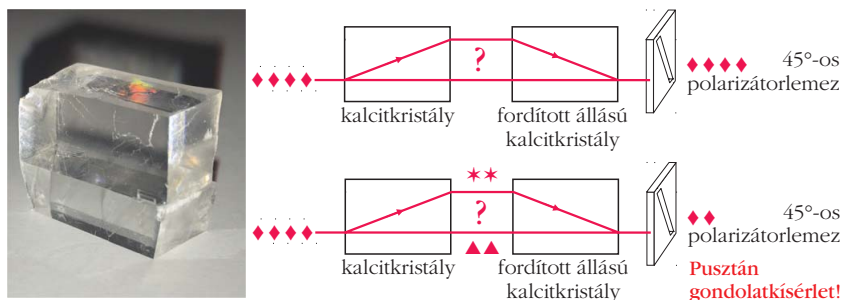 ?
45°-os
polarizátorlemez
kalcitkristály
fordított állású
kalcitkristály
?
45°-os
polarizátorlemez
kalcitkristály
fordított állású
kalcitkristály
Pusztán
gondolatkísérlet!